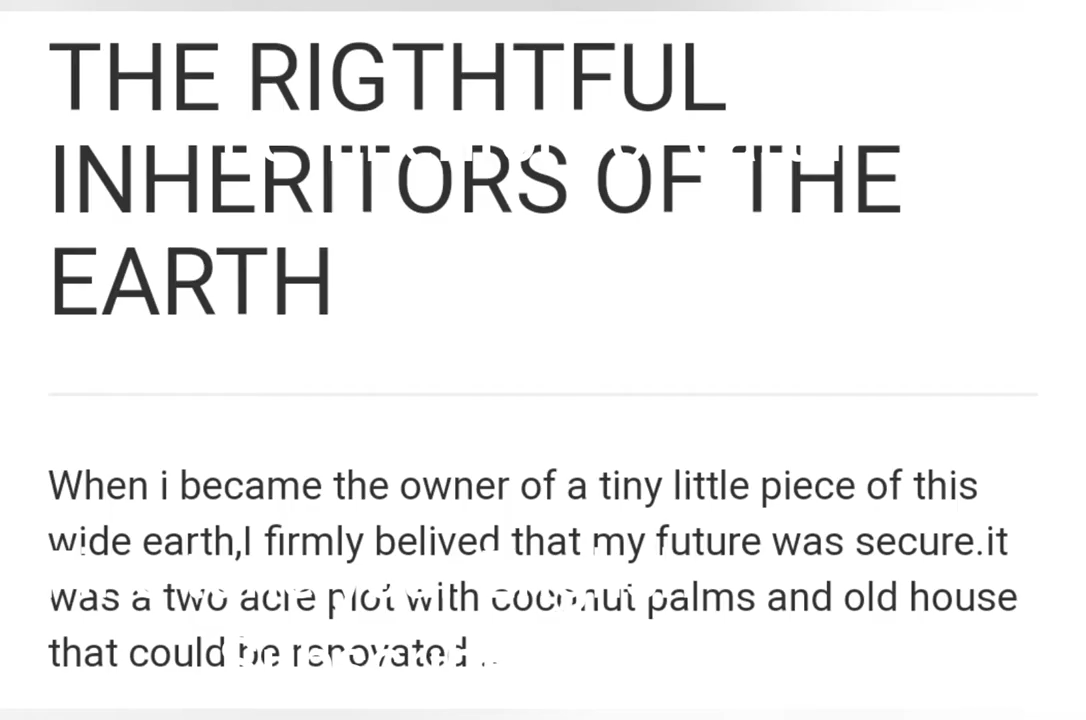 THE RIGTHTFUL
INHERITORS OF THE
EARTH
When i became the owner of a tiny little piece of this
wide earth,I firmly belived that my future was secure.it
was a two acre plot with coconut palms and old house
that could be renovated..